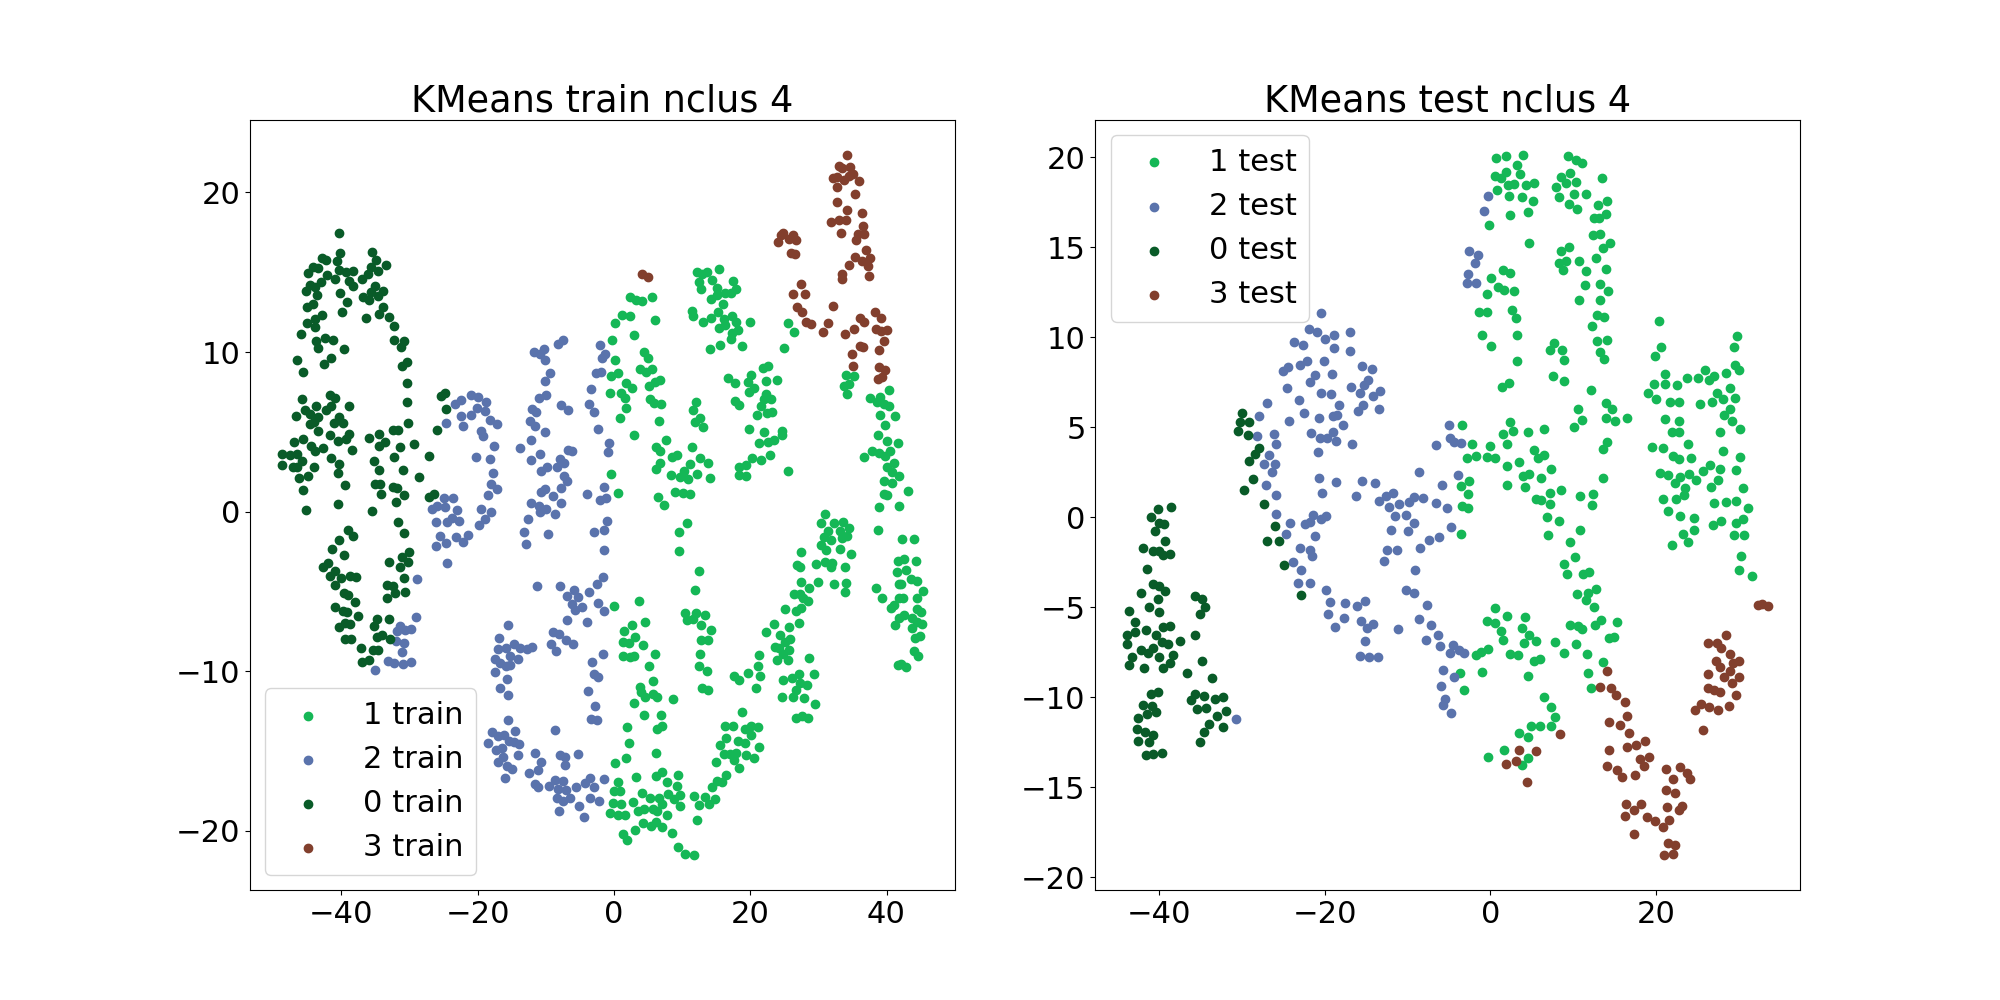 KMeans train nclus 4
20
10
0
−10
−20
1 train
2 train
0 train
3 train
−40 −20 0 20 40
KMeans test nclus 4
20
15
10
5
0
−5
−10
−15
−20
1 test
2 test
0 test
3 test
−40 −20 0 20